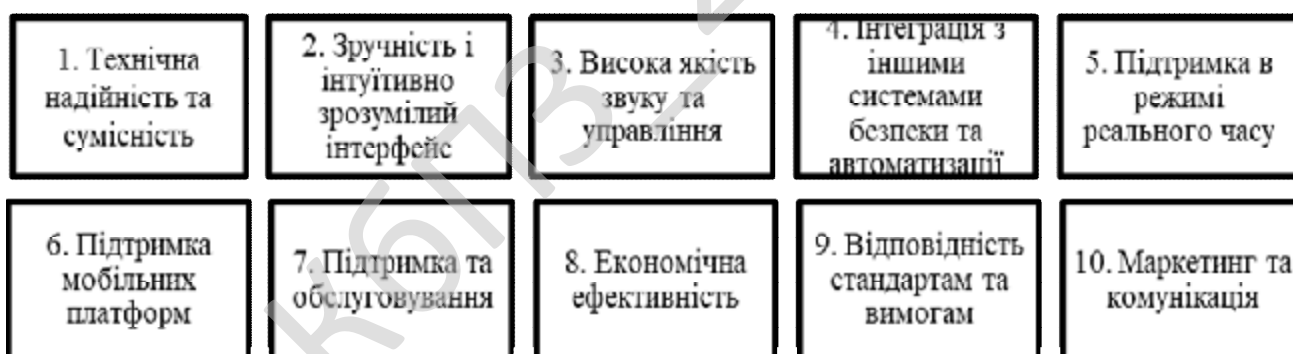 1. Технічна
надійність та
сумісність
2. Зручність і
інтуїтивно
зрозумілий
інтерфейс
3. Висока якість
звуку та
управління
4. Інтеграція з
іншими
системами
безпеки та
автоматизації
5. Підтримка в
режимі
реального часу
6. Підтримка
мобільних
платформ
7. Підтримка та
обслуговування
8. Економічна
ефективність
9. Відповідність
стандартам та
вимогам
10. Маркетинг та
комунікація
КбПЗ_